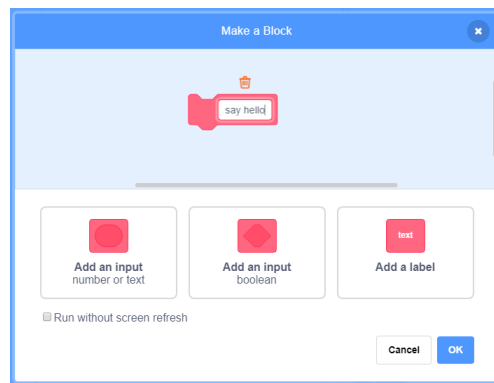 Make a Block
say hello
text
Add an input
number or text
Add an input
boolean
Add a label
Run without screen refresh
Cancel
OK